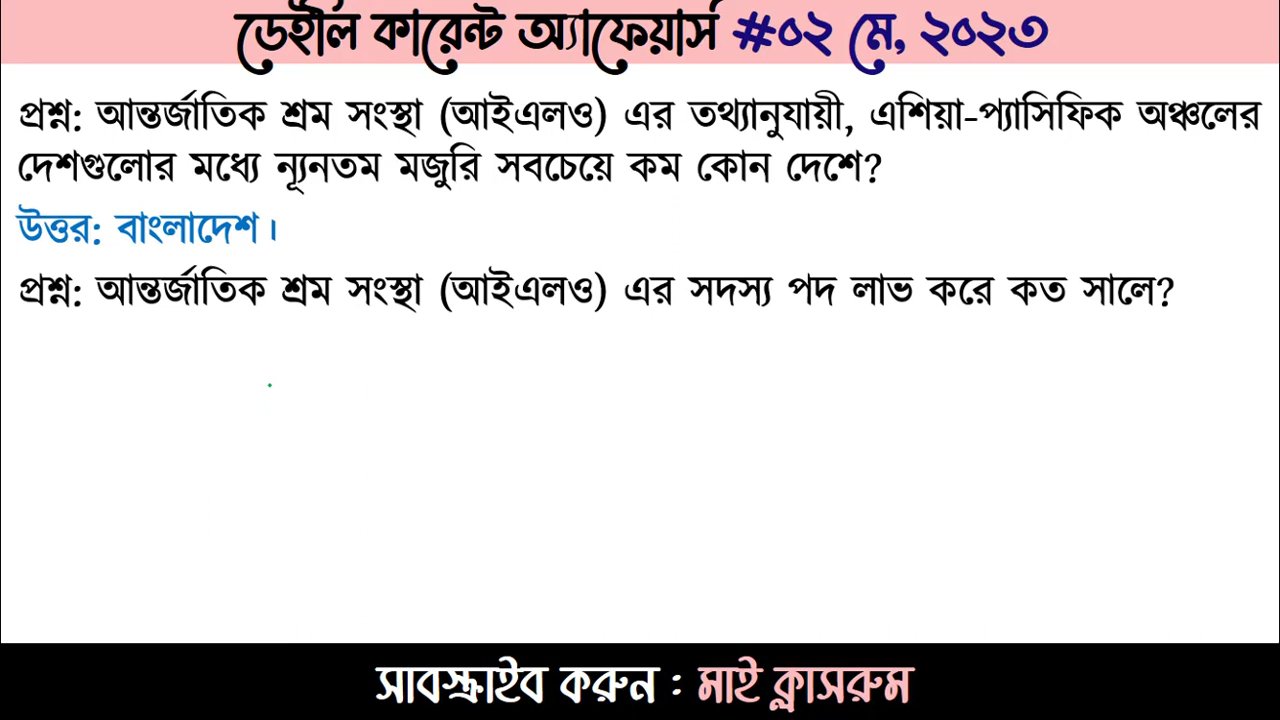 ডেইলি কারেন্ট অ্যাফেয়ার্স #০২ মে, ২০২৩
প্রশ্ন: আন্তর্জাতিক শ্রম সংস্থা (আইএলও) এর তথ্যানুযায়ী, এশিয়া-প্যাসিফিক অঞ্চলের
দেশগুলোর মধ্যে ন্যূনতম মজুরি সবচেয়ে কম কোন দেশে?
উত্তর: বাংলাদেশ।
প্রশ্ন: আন্তর্জাতিক শ্রম সংস্থা (আইএলও) এর সদস্য পদ লাভ করে কত সালে?
সাবস্ক্রাইব করুন : মাই ক্লাসরুম